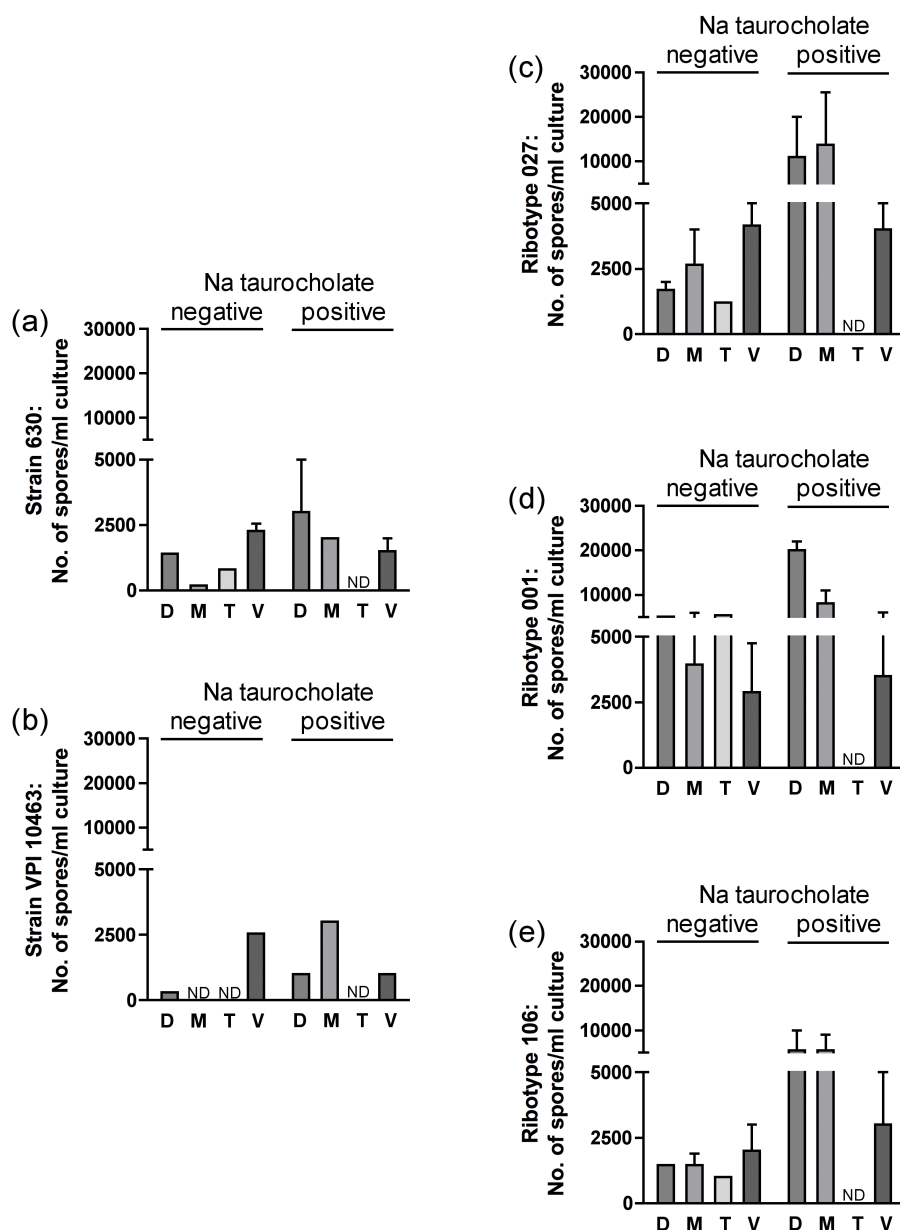 (a)
Na taurocholate
negative positive
Strain 630:
No. of spores/ml culture
30000
20000
10000
5000
2500
0
ND
D M T V D M T V
(b)
Na taurocholate
negative positive
Strain VPI 10463:
No. of spores/ml culture
30000
20000
10000
5000
2500
0
ND ND ND
D M T V D M T V
(c)
Na taurocholate
negative positive
Ribotype 027:
No. of spores/ml culture
30000
20000
10000
5000
2500
0
ND
D M T V D M T V
(d)
Na taurocholate
negative positive
Ribotype 001:
No. of spores/ml culture
30000
20000
10000
5000
2500
0
ND
D M T V D M T V
(e)
Na taurocholate
negative positive
Ribotype 106:
No. of spores/ml culture
30000
20000
10000
5000
2500
0
ND
D M T V D M T V